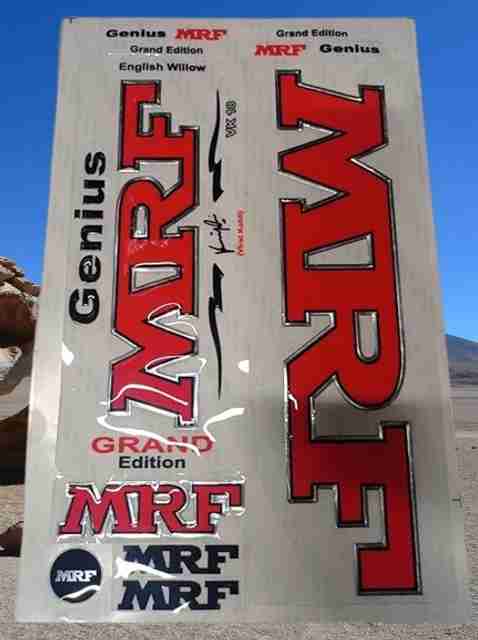 Genius MRF
Grand Edition
English Willow
Grand Edition
MRF Genius
Genius
MRF
VK 18
(Virat Kohli)
GRAND
Edition
MRF
MRF
MRF
MRF
MRF